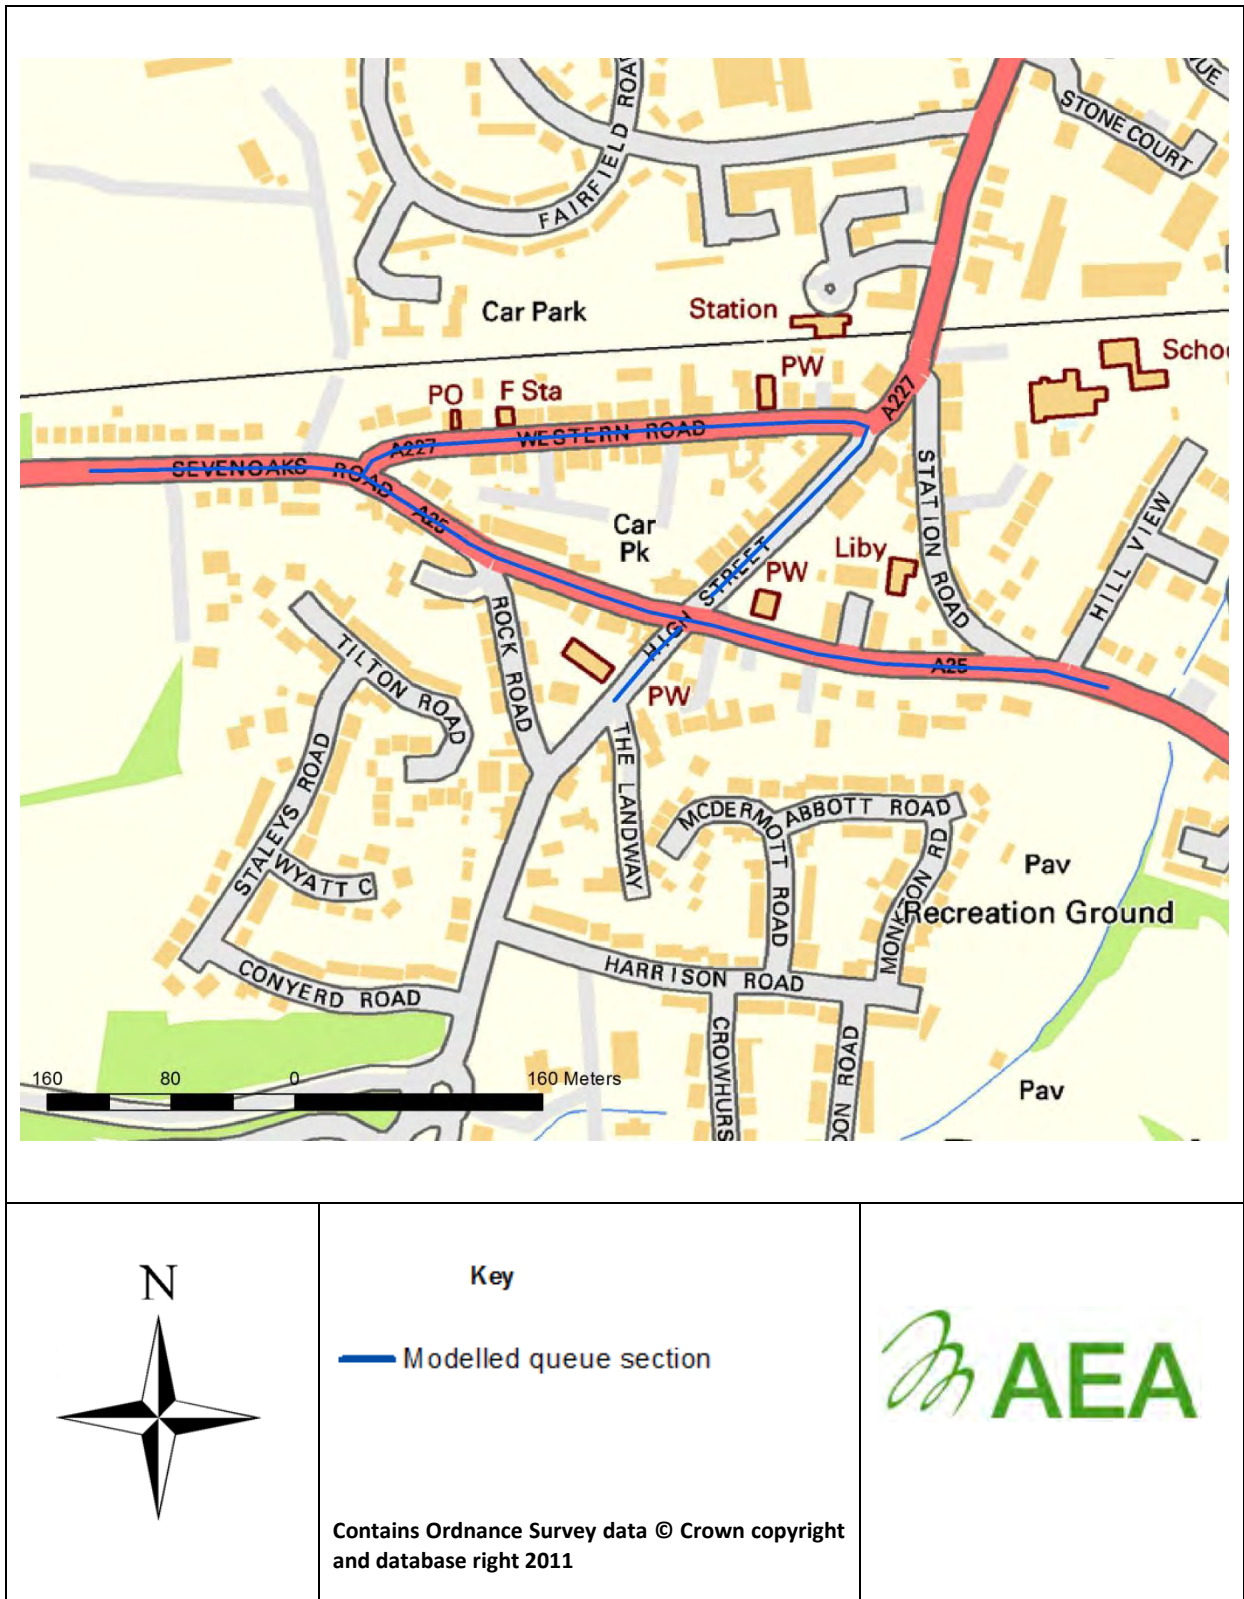 FAIRFIELD ROA
STONE COURT
UE
Car Park
Station
PW
Schoo
PO
F Sta
A227
A227
WESTERN ROAD
SEVENOAKS ROAD
A25
Car
Pk
HIGH STREET
PW
Liby
STATION ROAD
HILL VIEW
A25
ROCK ROAD
TILTON ROAD
PW
THE LANDWAY
STALEYS ROAD
WYATT C
MCDERMOTT ROAD
ABBOTT ROAD
MONKTON RD
Pav
Recreation Ground
CONYERD ROAD
HARRISON ROAD
CROWHURS
DON ROAD
Pav
160 80 0 160 Meters
N
Key
Modelled queue section
AEA
Contains Ordnance Survey data © Crown copyright
and database right 2011